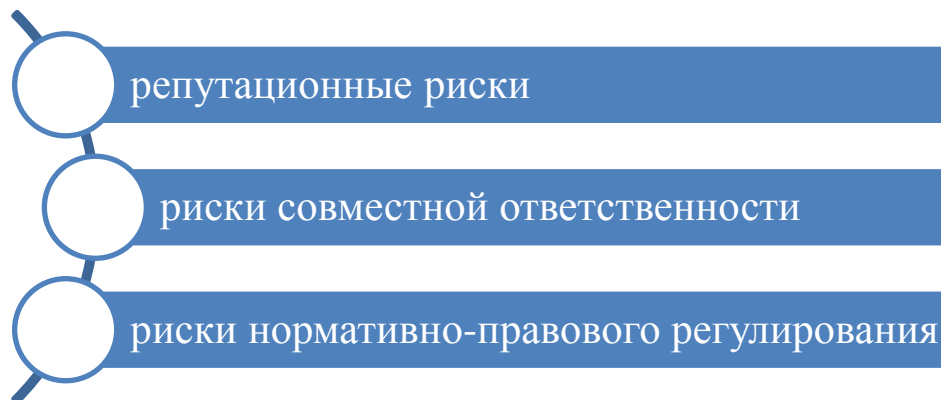 репутационные риски
риски совместной ответственности
риски нормативно-правового регулирования